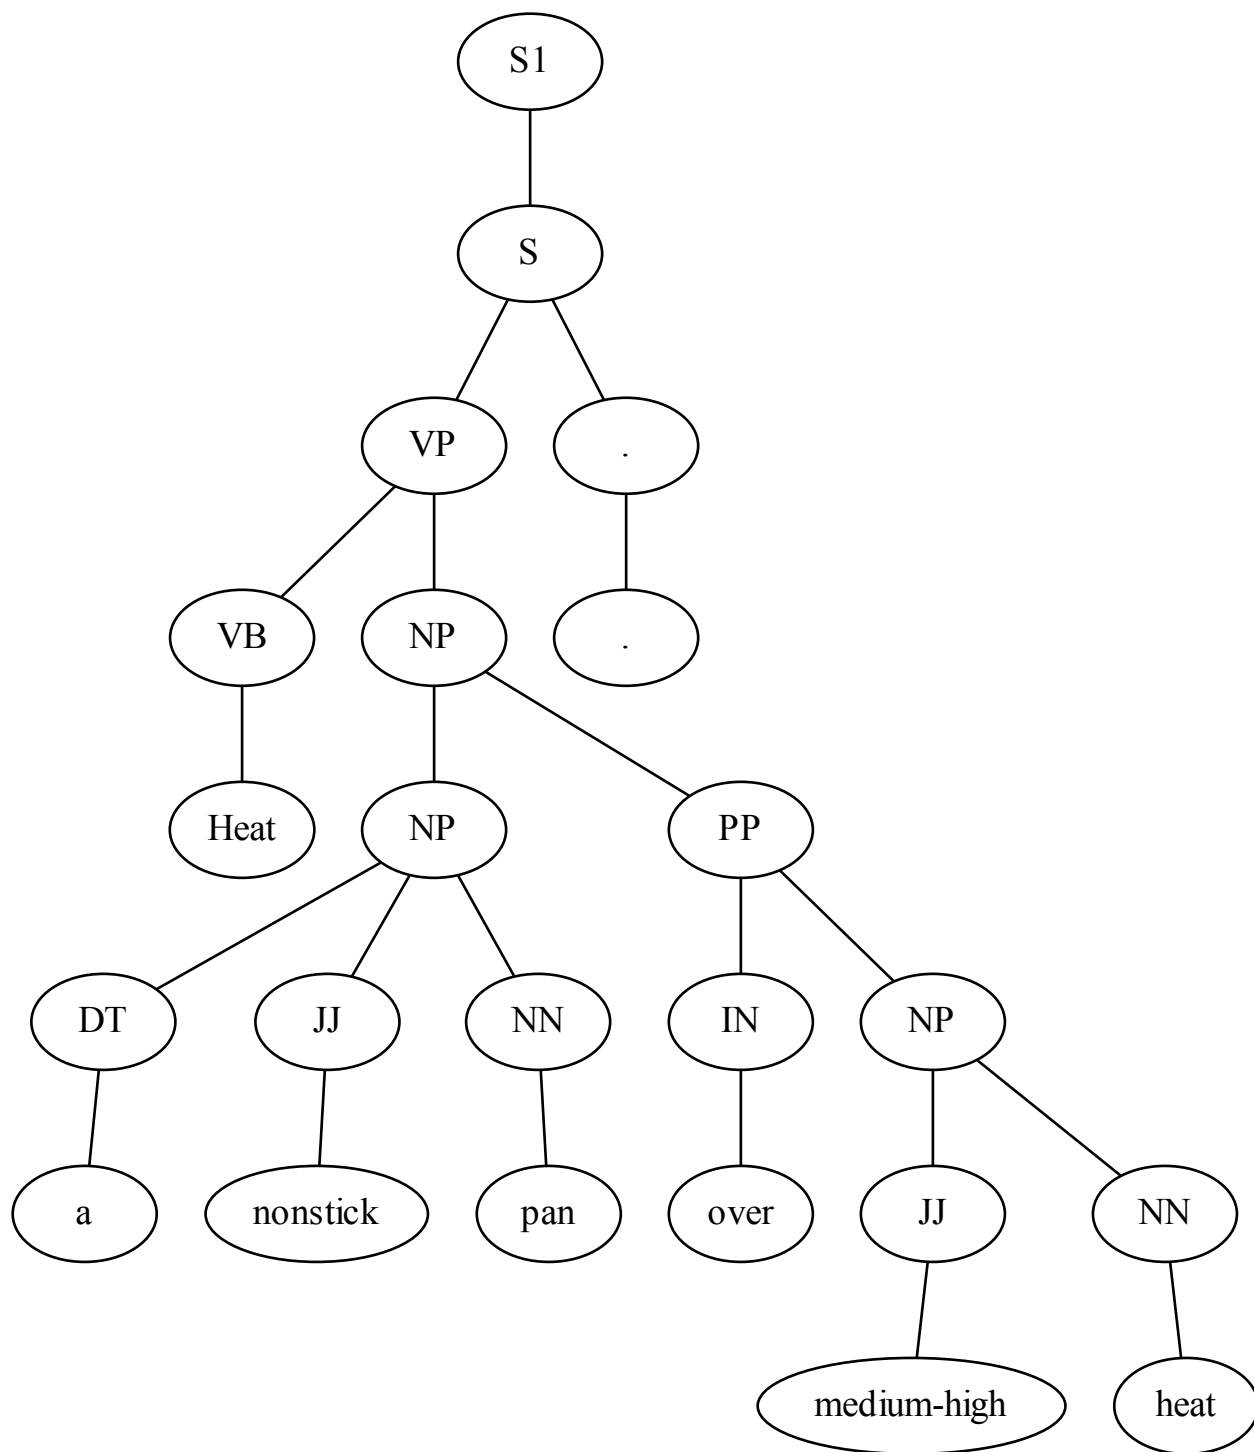 S1
S
VP .
VB NP .
Heat NP PP
DT JJ NN IN NP
a nonstick pan over JJ NN
medium-high heat